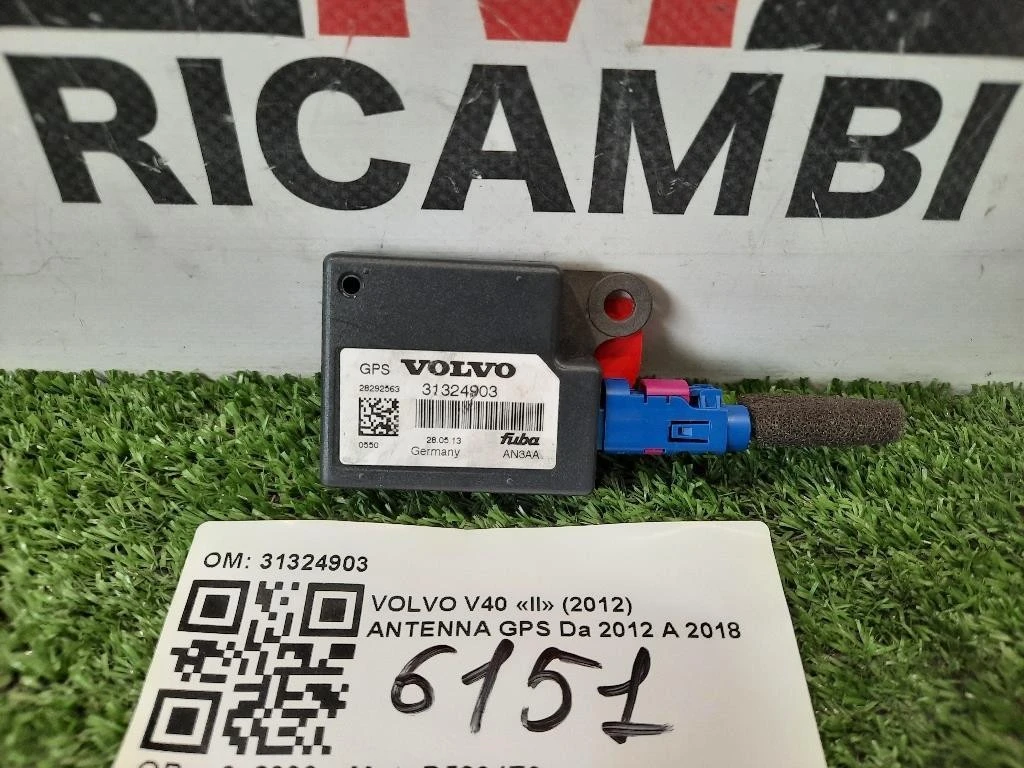 RICAMBI
GPS VOLVO
28292563 31324903
0550 28.05.13 fuba
Germany AN3AA
OM: 31324903
VOLVO V40 «II» (2012)
ANTENNA GPS Da 2012 A 2018
6151